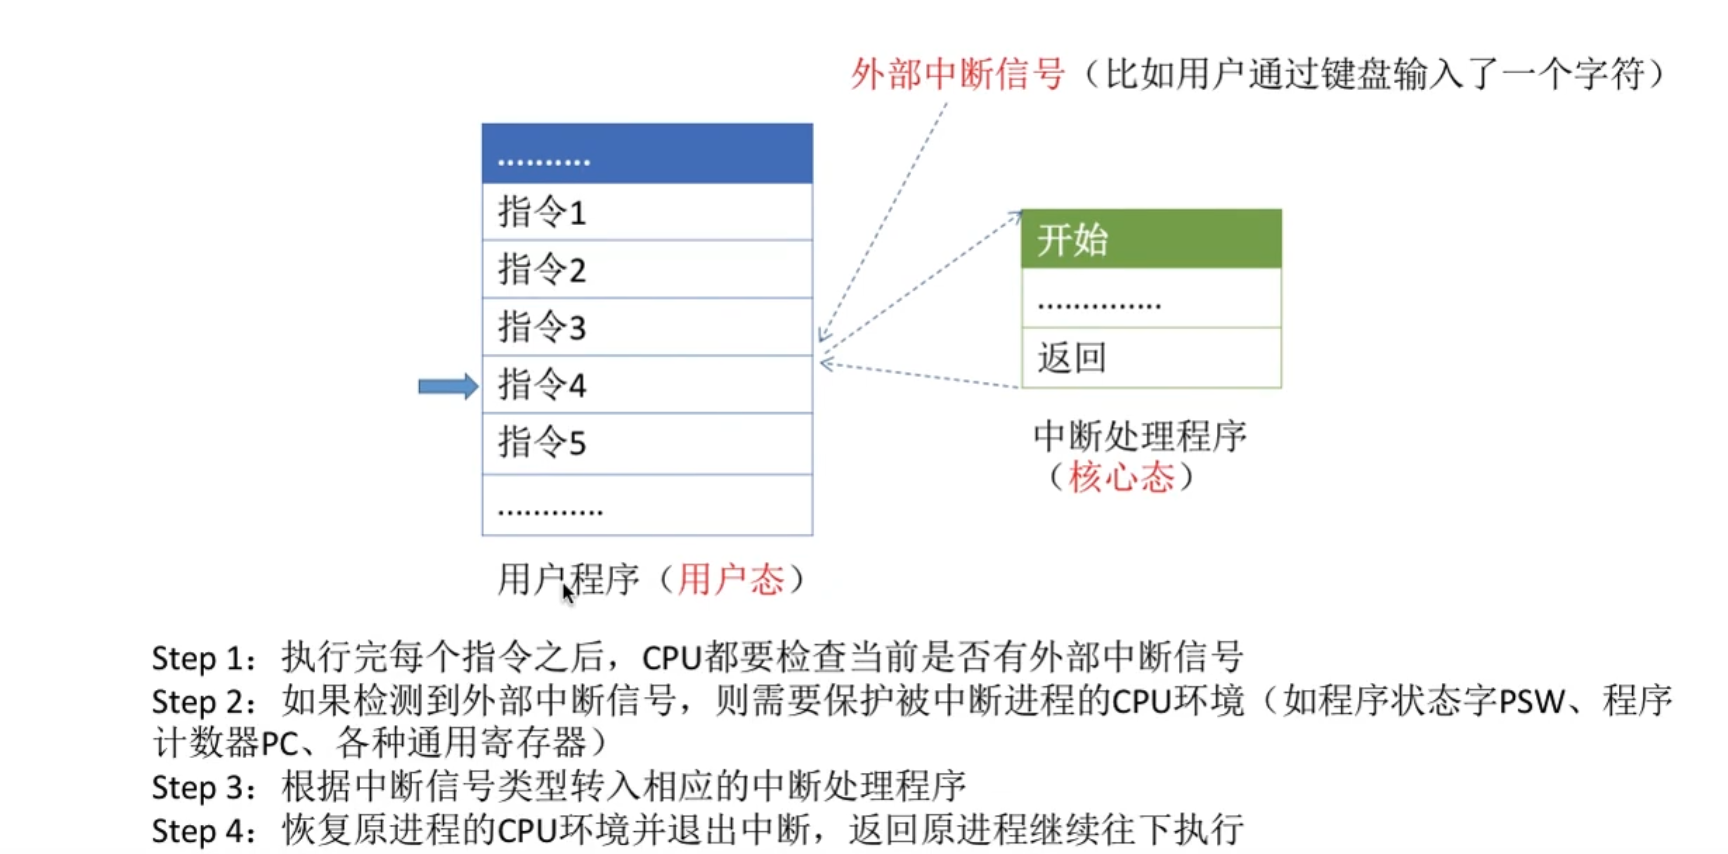 外部中断信号（比如用户通过键盘输入了一个字符）
..........
指令1
指令2
指令3
指令4
指令5
............
用户程序（用户态）
开始
..............
返回
中断处理程序
（核心态）
Step 1：执行完每个指令之后，CPU都要检查当前是否有外部中断信号
Step 2：如果检测到外部中断信号，则需要保护被中断进程的CPU环境（如程序状态字PSW、程序
计数器PC、各种通用寄存器）
Step 3：根据中断信号类型转入相应的中断处理程序
Step 4：恢复原进程的CPU环境并退出中断，返回原进程继续往下执行